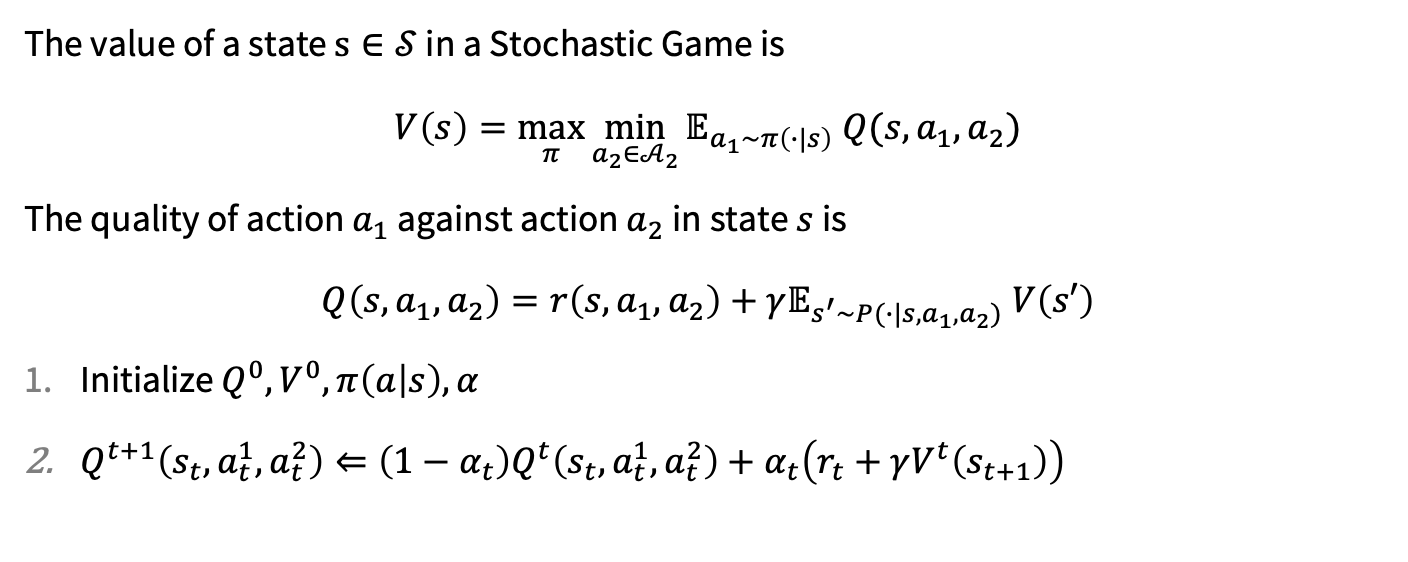 The value of a state s ∈ 𝒮 in a Stochastic Game is
V(s) = max_π min_{a₂∈𝒜₂} 𝔼_{a₁~π(·|s)} Q(s, a₁, a₂)
The quality of action a₁ against action a₂ in state s is
Q(s, a₁, a₂) = r(s, a₁, a₂) + γ𝔼_{s′~P(·|s,a₁,a₂)} V(s′)
1. Initialize Q⁰, V⁰, π(a|s), α
2. Q^{t+1}(s_t, a_t^1, a_t^2) ⇐ (1 − α_t)Q^t(s_t, a_t^1, a_t^2) + α_t(r_t + γV^t(s_{t+1}))